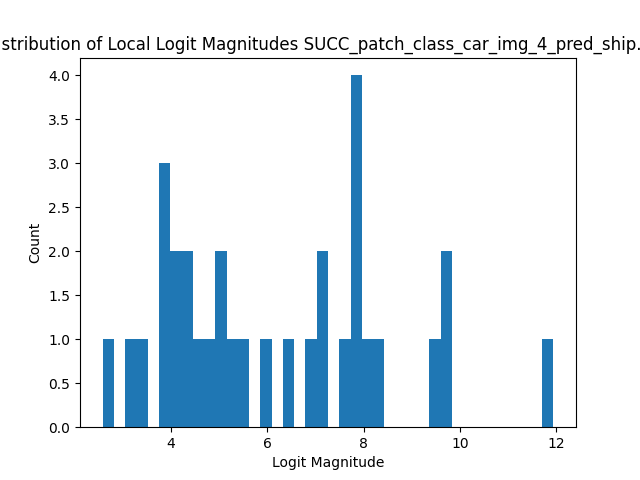 stribution of Local Logit Magnitudes SUCC_patch_class_car_img_4_pred_ship.
4.0
3.5
3.0
2.5
2.0
1.5
1.0
0.5
0.0
Count
4 6 8 10 12
Logit Magnitude